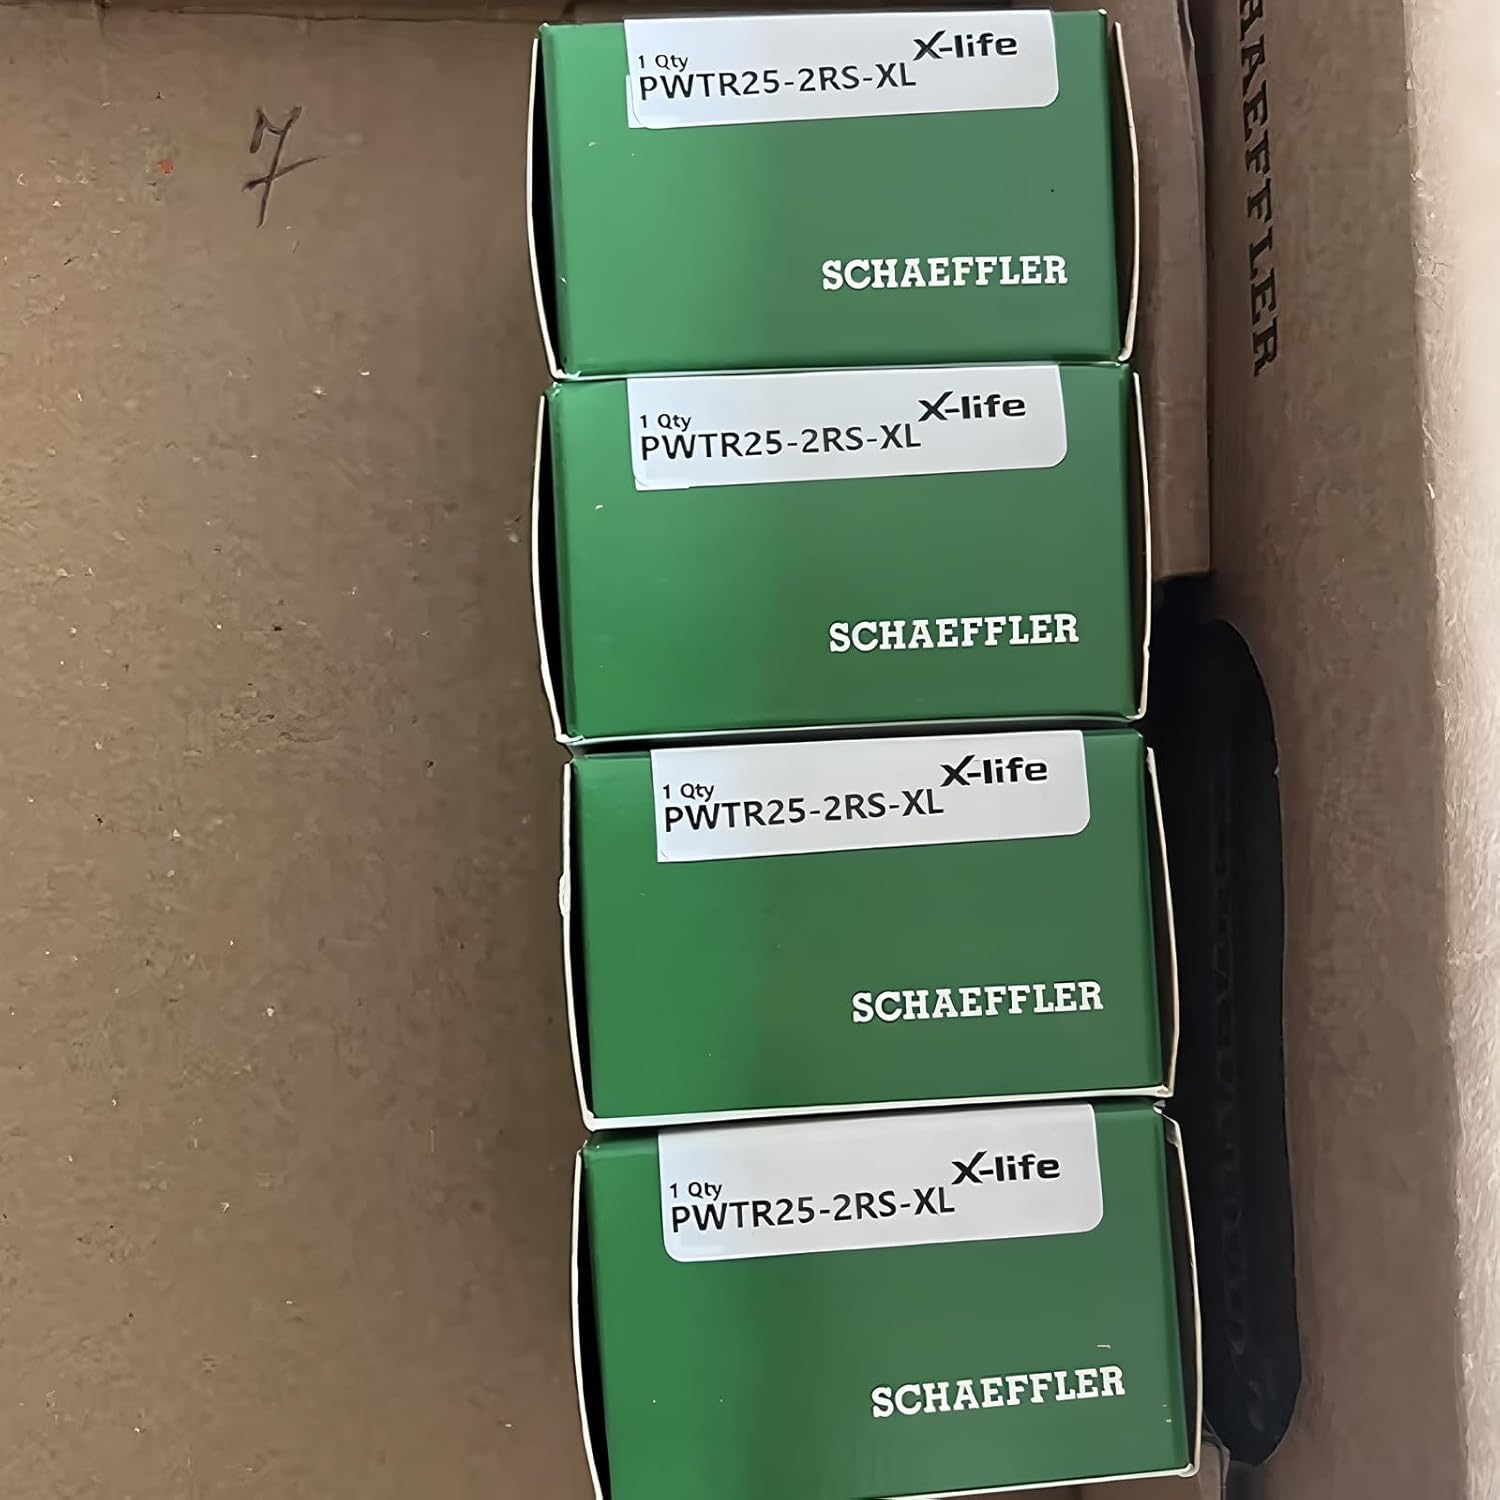 7
X-life
1 Qty
PWTR25-2RS-XL
SCHAEFFLER
X-life
1 Qty
PWTR25-2RS-XL
SCHAEFFLER
X-life
1 Qty
PWTR25-2RS-XL
SCHAEFFLER
X-life
1 Qty
PWTR25-2RS-XL
SCHAEFFLER
HAEFFLER